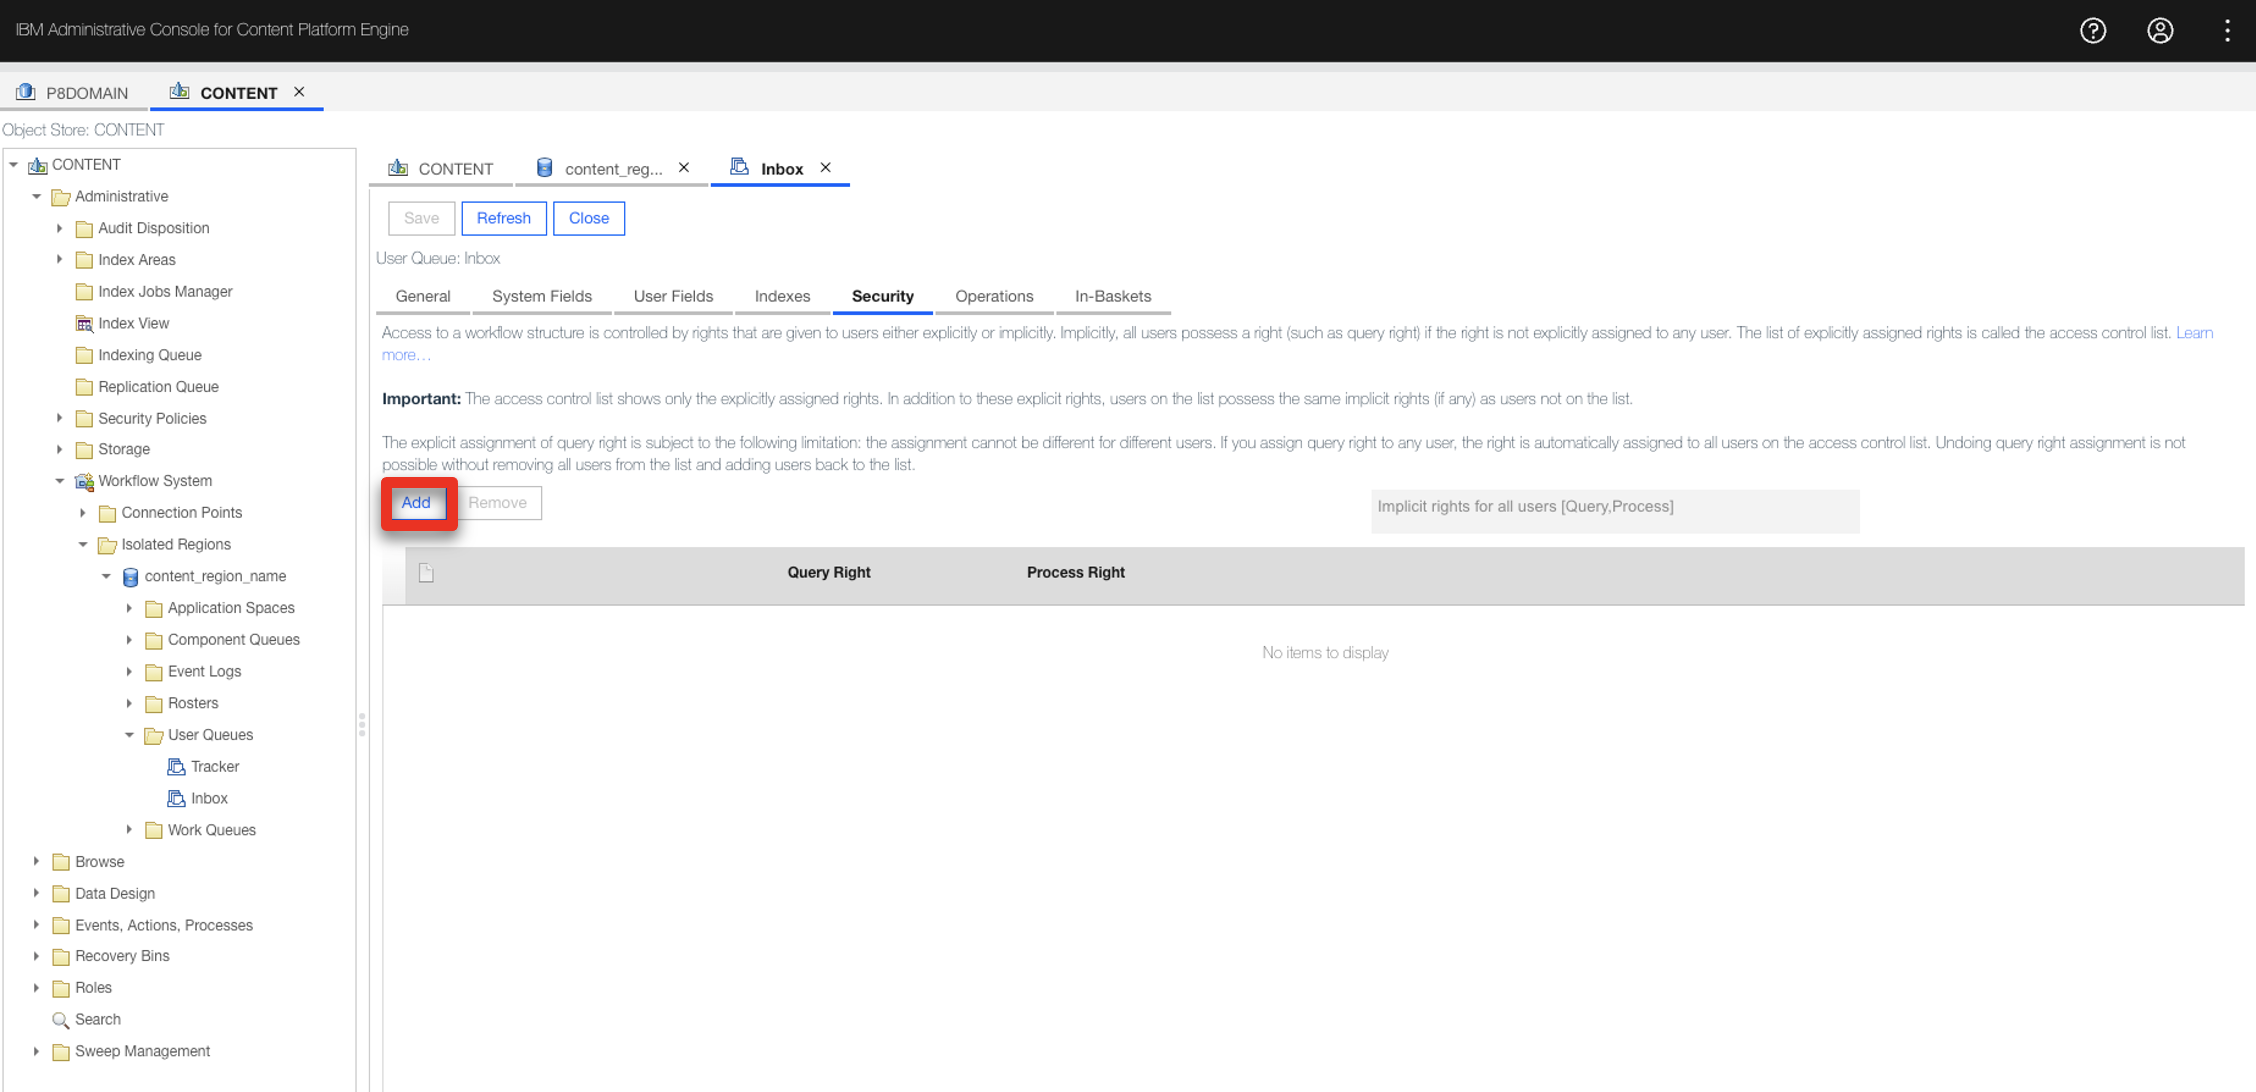 IBM Administrative Console for Content Platform Engine
P8DOMAIN
CONTENT
Object Store: CONTENT
CONTENT
Administrative
Audit Disposition
Index Areas
Index Jobs Manager
Index View
Indexing Queue
Replication Queue
Security Policies
Storage
Workflow System
Connection Points
Isolated Regions
content_region_name
Application Spaces
Component Queues
Event Logs
Rosters
User Queues
Tracker
Inbox
Work Queues
Browse
Data Design
Events, Actions, Processes
Recovery Bins
Roles
Search
Sweep Management
CONTENT
content_reg...
Inbox
Save
Refresh
Close
User Queue: Inbox
General
System Fields
User Fields
Indexes
Security
Operations
In-Baskets
Access to a workflow structure is controlled by rights that are given to users either explicitly or implicitly. Implicitly, all users possess a right (such as query right) if the right is not explicitly assigned to any user. The list of explicitly assigned rights is called the access control list. Learn
more…
Important: The access control list shows only the explicitly assigned rights. In addition to these explicit rights, users on the list possess the same implicit rights (if any) as users not on the list.
The explicit assignment of query right is subject to the following limitation: the assignment cannot be different for different users. If you assign query right to any user, the right is automatically assigned to all users on the access control list. Undoing query right assignment is not
possible without removing all users from the list and adding users back to the list.
Add
Remove
Implicit rights for all users [Query,Process]
Query Right
Process Right
No items to display